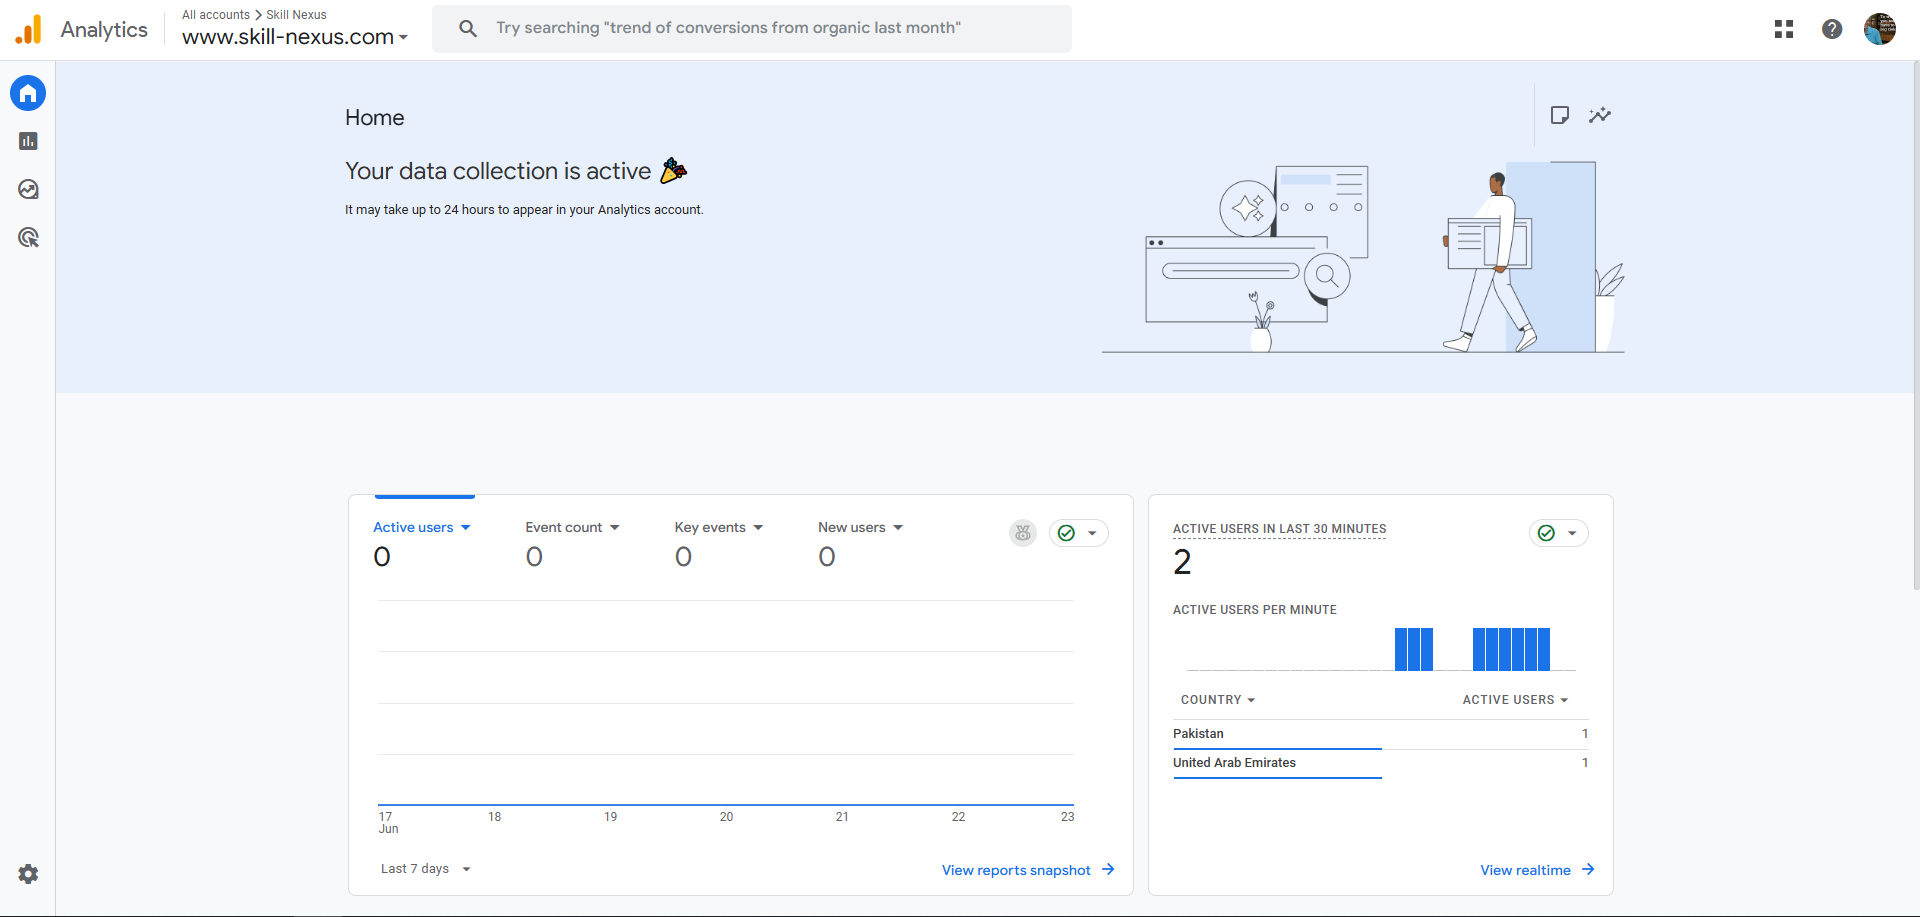 Analytics
All accounts > Skill Nexus
www.skill-nexus.com
Try searching "trend of conversions from organic last month"
Home
Your data collection is active
It may take up to 24 hours to appear in your Analytics account.
Active users
0
Event count
0
Key events
0
New users
0
17
Jun
18
19
20
21
22
23
Last 7 days
View reports snapshot
ACTIVE USERS IN LAST 30 MINUTES
2
ACTIVE USERS PER MINUTE
COUNTRY
ACTIVE USERS
Pakistan
1
United Arab Emirates
1
View realtime